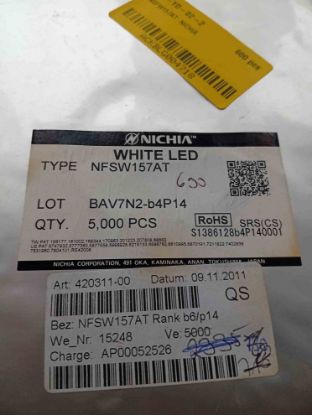 600 pcs
NICHIA
WHITE LED
TYPE NFSW157AT
600
LOT BAV7N2-b4P14
QTY. 5,000 PCS
RoHS SRS(CS)
S1386128b4P140001
NICHIA CORPORATION, 491 OKA, KAMINAKA, ANAN, TOKUSHIMA, JAPAN
Art: 420311-00 Datum: 09.11.2011
QS
Bez: NFSW157AT Rank b6/p14
We_Nr: 15248 Ve: 5000
Charge: AP00052526